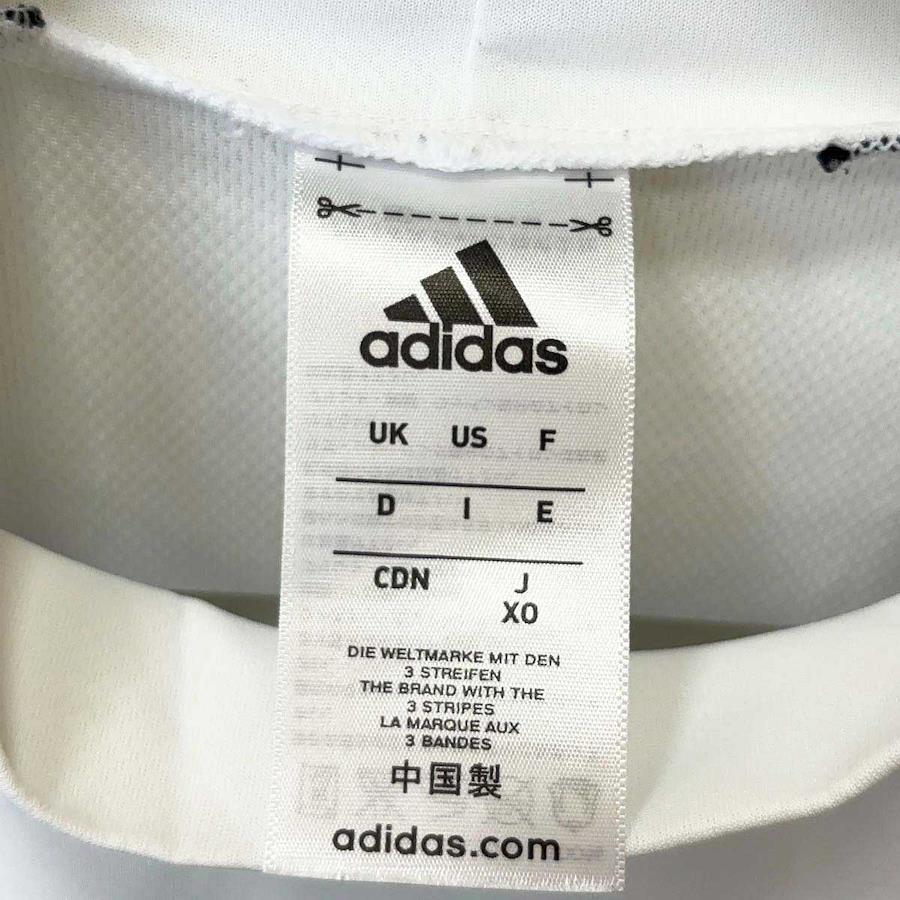 adidas
UK US F
D I E
CDN J
XO
DIE WELTMARKE MIT DEN
3 STREIFEN
THE BRAND WITH THE
3 STRIPES
LA MARQUE AUX
3 BANDES
中国製
adidas.com